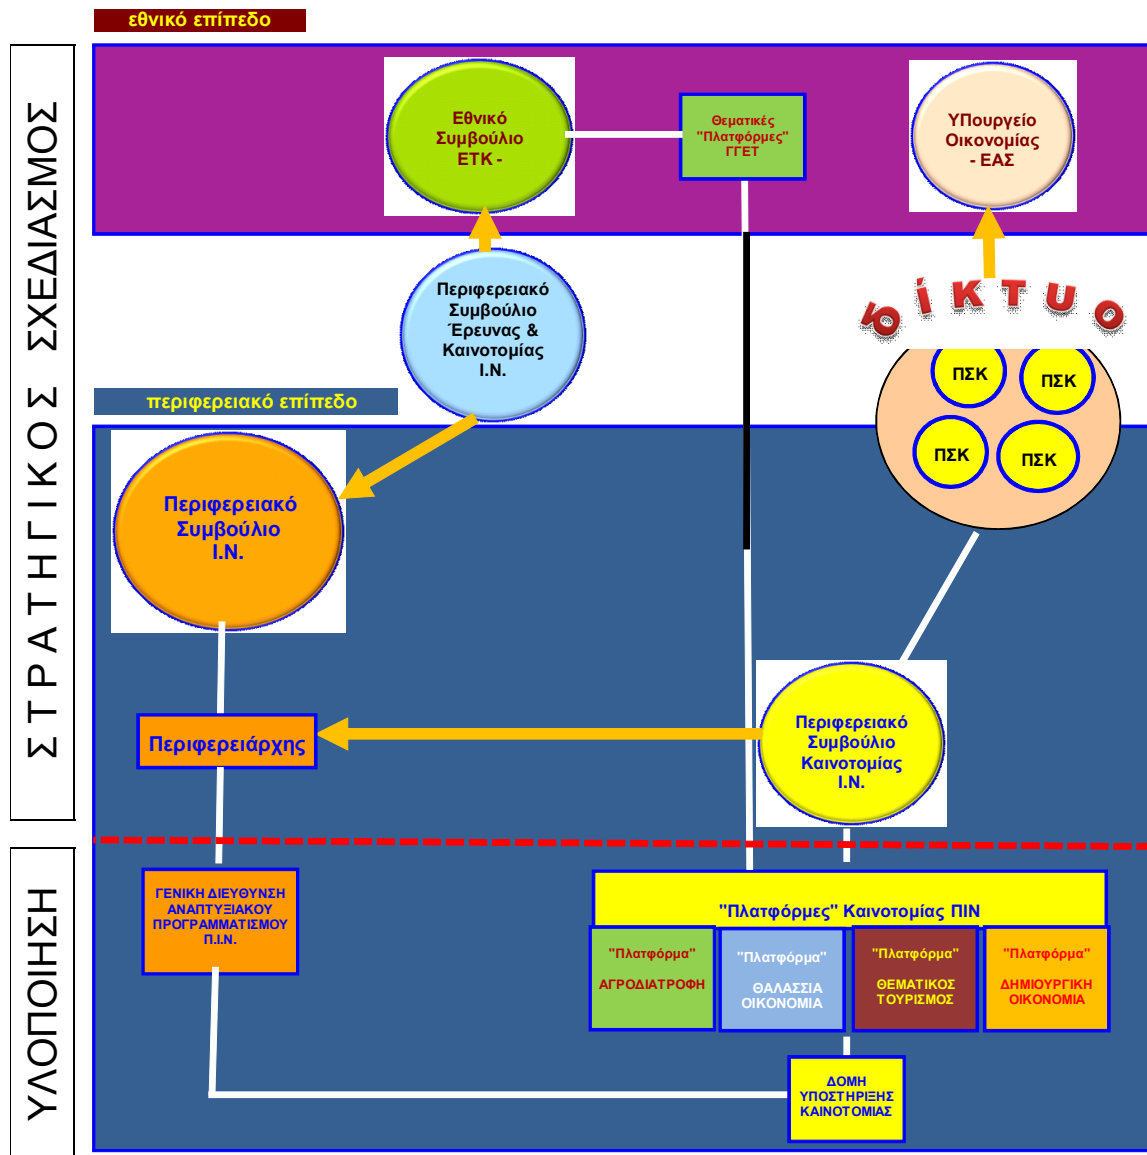 εθνικό επίπεδο
ΣΤΡΑΤΗΓΙΚΟΣ ΣΧΕΔΙΑΣΜΟΣ
Εθνικό
Συμβούλιο
ΕΤΚ -
Θεματικές
"Πλατφόρμες"
ΓΓΕΤ
ΥΠουργείο
Οικονομίας
- ΕΑΣ
Περιφερειακό
Συμβούλιο
Έρευνας &
Καινοτομίας
Ι.Ν.
δίκτυο
ΠΣΚ
ΠΣΚ
ΠΣΚ
ΠΣΚ
περιφερειακό επίπεδο
Περιφερειακό
Συμβούλιο
Ι.Ν.
Περιφερειάρχης
Περιφερειακό
Συμβούλιο
Καινοτομίας
Ι.Ν.
ΥΛΟΠΟΙΗΣΗ
ΓΕΝΙΚΗ ΔΙΕΥΘΥΝΣΗ
ΑΝΑΠΤΥΞΙΑΚΟΥ
ΠΡΟΓΡΑΜΜΑΤΙΣΜΟΥ
Π.Ι.Ν.
"Πλατφόρμες" Καινοτομίας ΠΙΝ
"Πλατφόρμα"
ΑΓΡΟΔΙΑΤΡΟΦΗ
"Πλατφόρμα"
ΘΑΛΑΣΣΙΑ
ΟΙΚΟΝΟΜΙΑ
"Πλατφόρμα"
ΘΕΜΑΤΙΚΟΣ
ΤΟΥΡΙΣΜΟΣ
"Πλατφόρμα"
ΔΗΜΙΟΥΡΓΙΚΗ
ΟΙΚΟΝΟΜΙΑ
ΔΟΜΗ
ΥΠΟΣΤΗΡΙΞΗΣ
ΚΑΙΝΟΤΟΜΙΑΣ